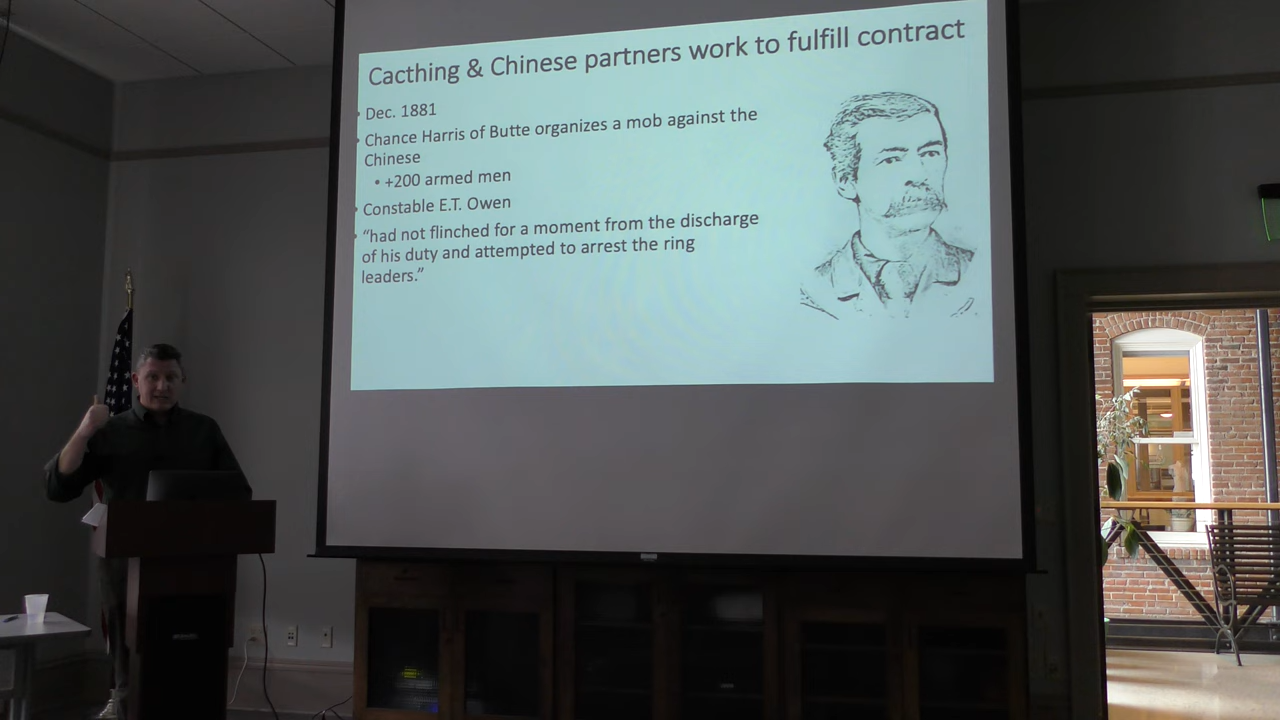 Cacthing & Chinese partners work to fulfill contract
• Dec. 1881
• Chance Harris of Butte organizes a mob against the
Chinese
• +200 armed men
• Constable E.T. Owen
• “had not flinched for a moment from the discharge
of his duty and attempted to arrest the ring
leaders.”